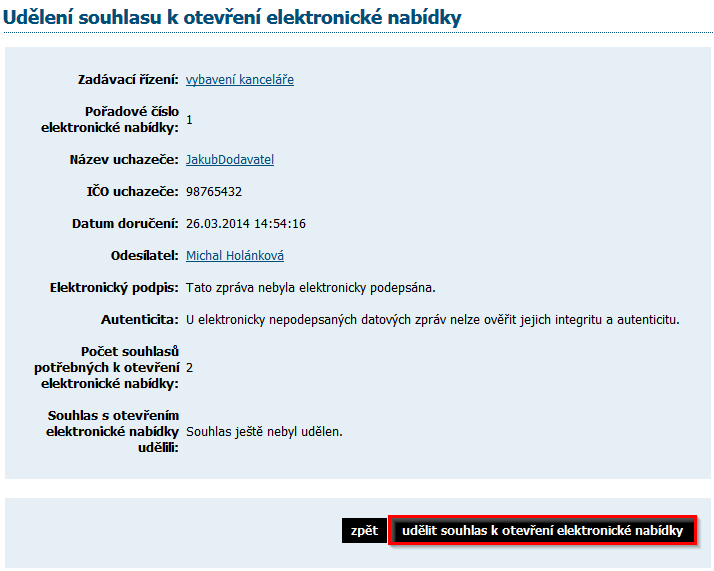 Udělení souhlasu k otevření elektronické nabídky
Zadávací řízení: vybavení kanceláře
Pořadové číslo
elektronické nabídky: 1
Název uchazeče: JakubDodavatel
IČO uchazeče: 98765432
Datum doručení: 26.03.2014 14:54:16
Odesílatel: Michal Holánková
Elektronický podpis: Tato zpráva nebyla elektronicky podepsána.
Autenticita: U elektronicky nepodepsaných datových zpráv nelze ověřit jejich integritu a autenticitu.
Počet souhlasů
potřebných k otevření 2
elektronické nabídky:
Souhlas s otevřením
elektronické nabídky Souhlas ještě nebyl udělen.
udělili:
zpět udělit souhlas k otevření elektronické nabídky